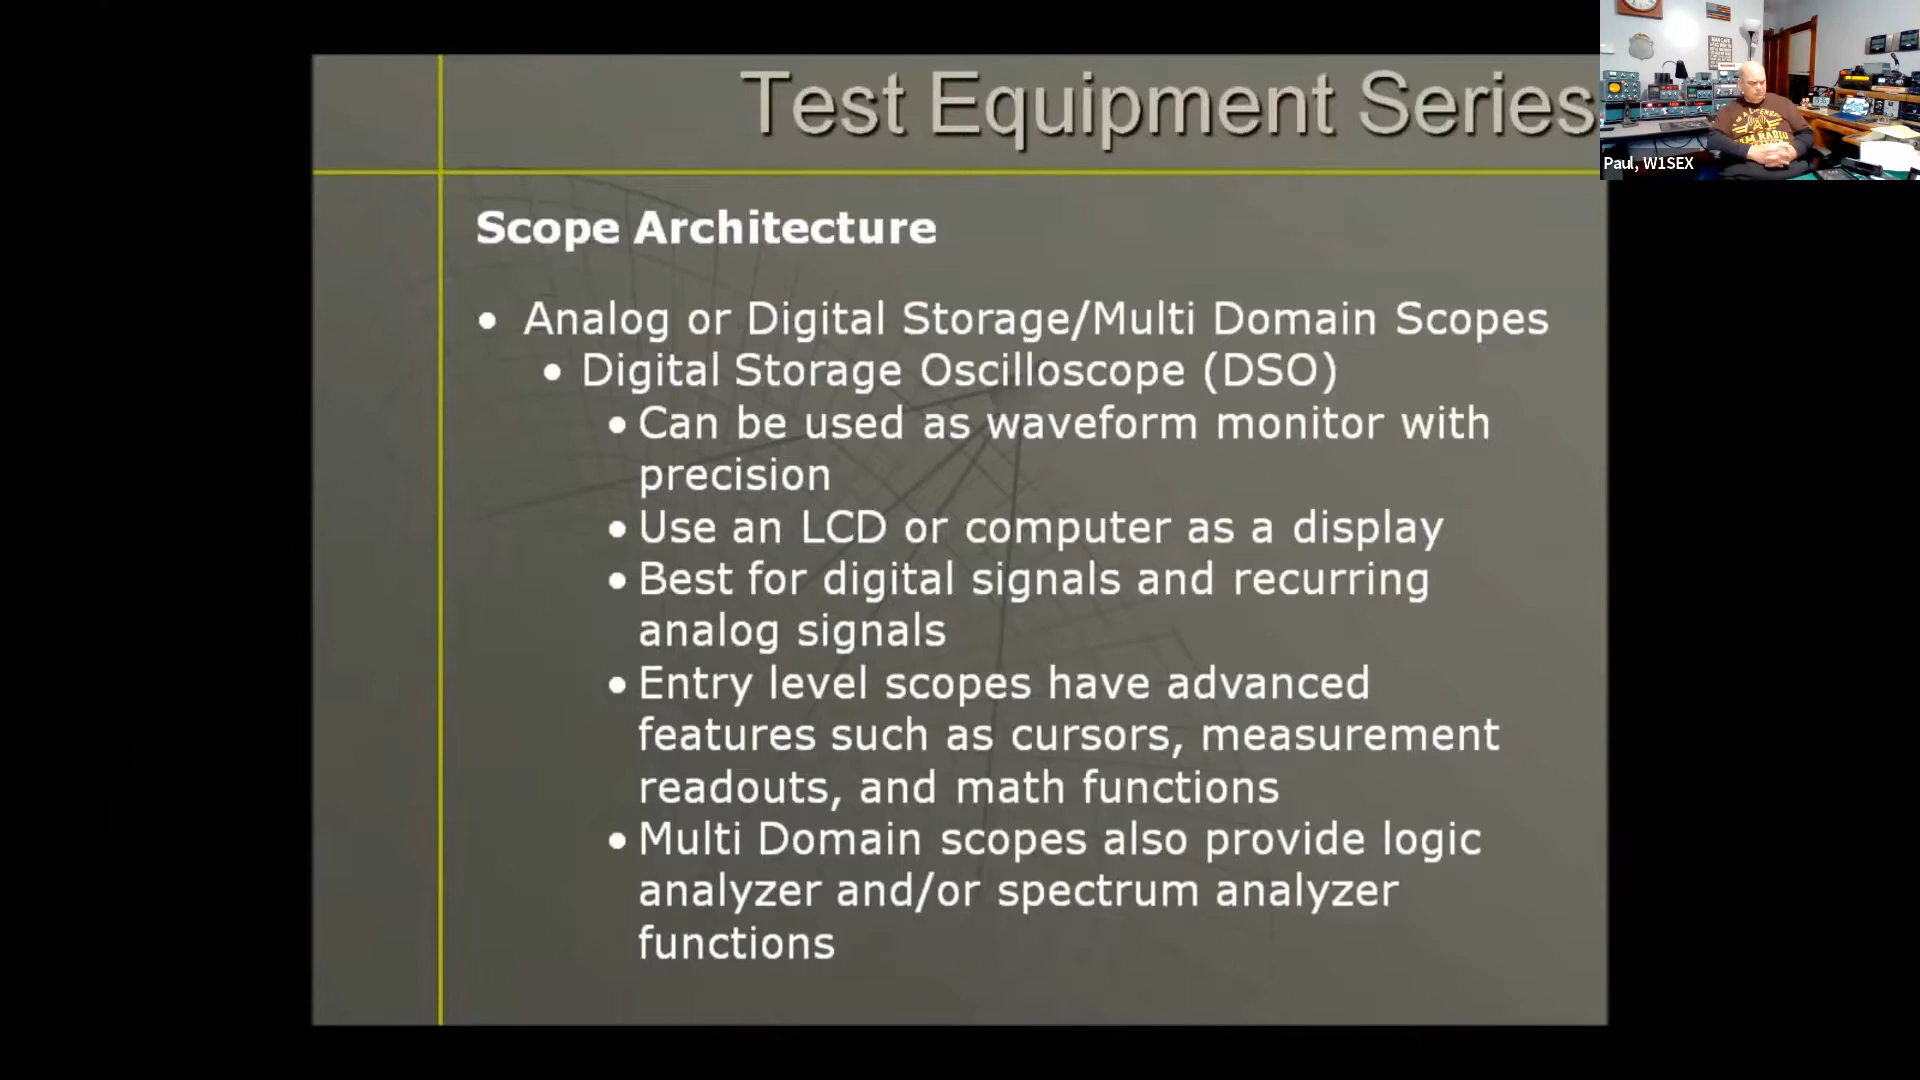 Test Equipment Series
Scope Architecture
• Analog or Digital Storage/Multi Domain Scopes
• Digital Storage Oscilloscope (DSO)
• Can be used as waveform monitor with
precision
• Use an LCD or computer as a display
• Best for digital signals and recurring
analog signals
• Entry level scopes have advanced
features such as cursors, measurement
readouts, and math functions
• Multi Domain scopes also provide logic
analyzer and/or spectrum analyzer
functions
Paul, W1SEX